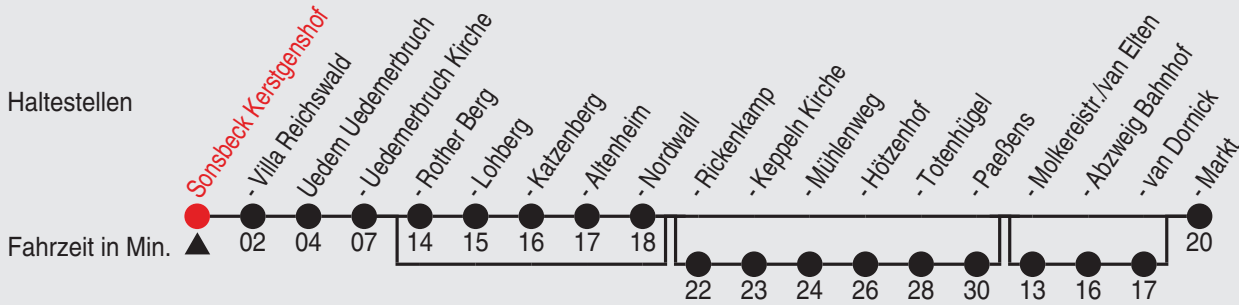 Haltestellen
Sonsbeck Kerstgenshof
- Villa Reichswald
Uedem Uedemerbruch
- Uedemerbruch Kirche
- Rother Berg
- Lohberg
- Katzenberg
- Altenheim
- Nordwall
- Rickenkamp
- Keppeln Kirche
- Mühlenweg
- Hötzenhof
- Totenhügel
- Paeßens
- Molkereistr./van Elten
- Abzweig Bahnhof
- van Dornick
- Markt
Fahrzeit in Min. 02 04 07 14 15 16 17 18 20
22 23 24 26 28 30 13 16 17